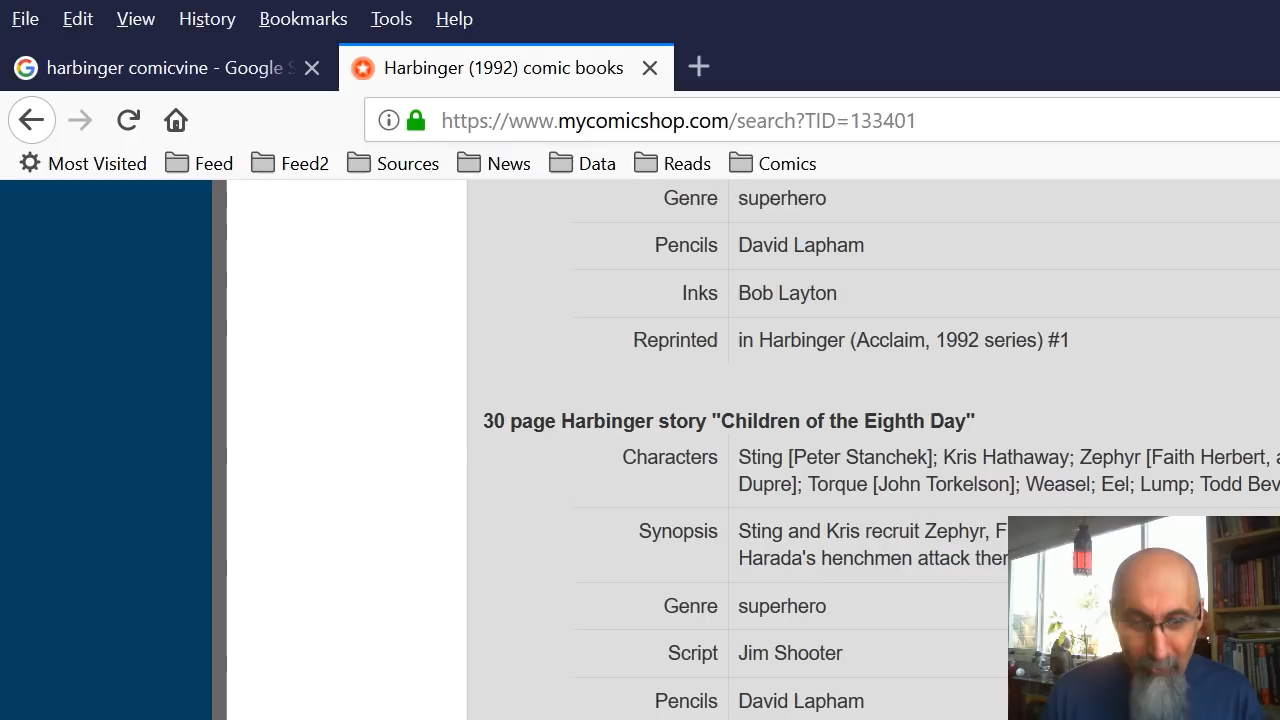 File Edit View History Bookmarks Tools Help
harbinger comicvine - Google S
Harbinger (1992) comic books
https://www.mycomicshop.com/search?TID=133401
Most Visited Feed Feed2 Sources News Data Reads Comics
Genre superhero
Pencils David Lapham
Inks Bob Layton
Reprinted in Harbinger (Acclaim, 1992 series) #1
30 page Harbinger story "Children of the Eighth Day"
Characters Sting [Peter Stanchek]; Kris Hathaway; Zephyr [Faith Herbert, a
Dupre]; Torque [John Torkelson]; Weasel; Eel; Lump; Todd Bev
Synopsis Sting and Kris recruit Zephyr, F
Harada's henchmen attack them
Genre superhero
Script Jim Shooter
Pencils David Lapham